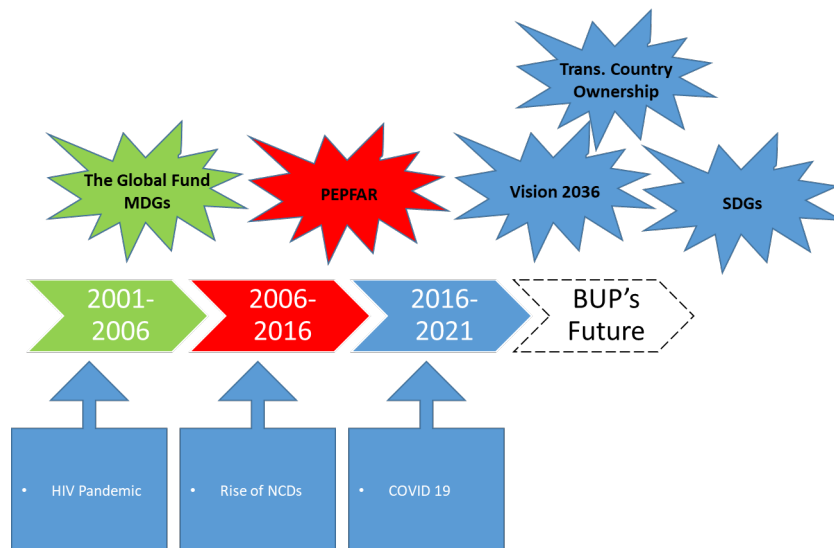 Trans. Country
Ownership
The Global Fund
MDGs
PEPFAR
Vision 2036
SDGs
2001-
2006
2006-
2016
2016-
2021
BUP's
Future
• HIV Pandemic
• Rise of NCDs
• COVID 19